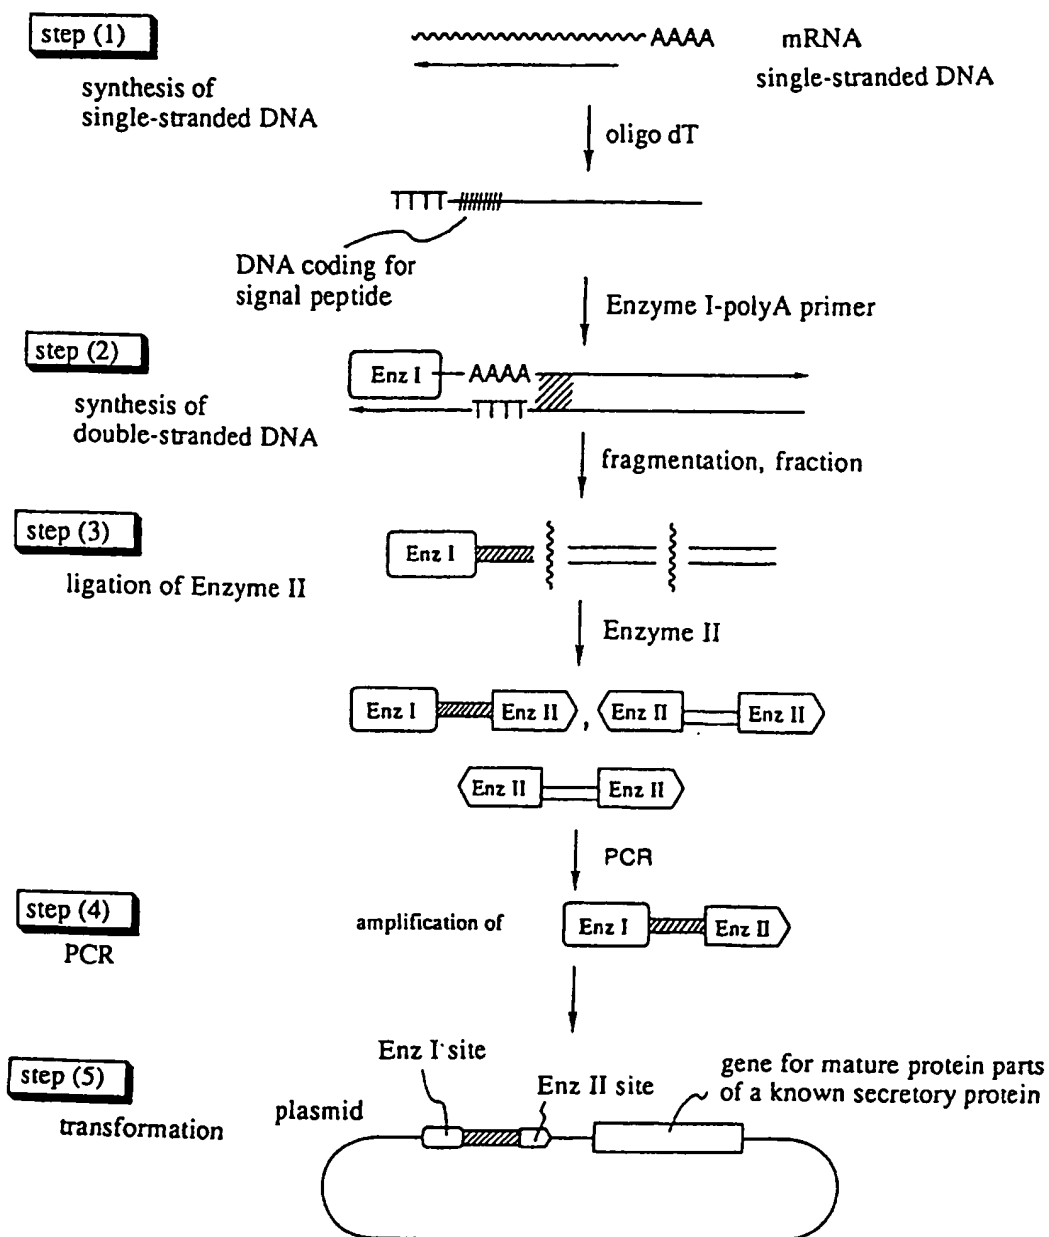 step (1)
AAAA mRNA
single-stranded DNA
synthesis of
single-stranded DNA
oligo dT
TTTT
DNA coding for
signal peptide
Enzyme I-polyA primer
step (2)
Enz I AAAA
TTTT
synthesis of
double-stranded DNA
fragmentation, fraction
step (3)
Enz I
ligation of Enzyme II
Enzyme II
Enz I Enz II , Enz II Enz II
Enz II Enz II
PCR
step (4)
amplification of Enz I Enz II
PCR
Enz I site
step (5)
Enz II site
gene for mature protein parts
of a known secretory protein
plasmid
transformation